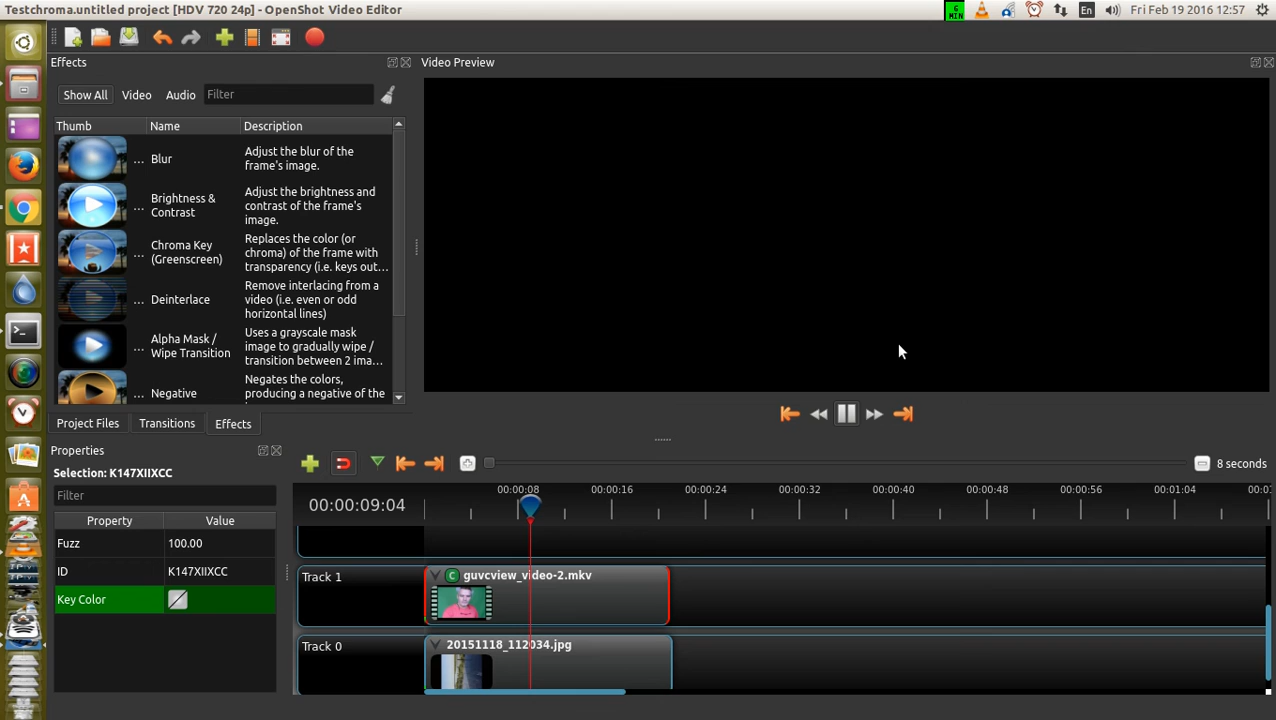 Testchroma.untitled project [HDV 720 24p] - OpenShot Video Editor
6
MIN
En
Fri Feb 19 2016 12:57
Effects
Video Preview
Show All
Video
Audio
Filter
Thumb
Name
Description
... Blur
Adjust the blur of the
frame's image.
... Brightness &
Contrast
Adjust the brightness and
contrast of the frame's
image.
... Chroma Key
(Greenscreen)
Replaces the color (or
chroma) of the frame with
transparency (i.e. keys out...
... Deinterlace
Remove interlacing from a
video (i.e. even or odd
horizontal lines)
... Alpha Mask /
Wipe Transition
Uses a grayscale mask
image to gradually wipe /
transition between 2 ima...
... Negative
Negates the colors,
producing a negative of the
Project Files
Transitions
Effects
Properties
Selection: K147XIIXCC
Filter
Property
Value
Fuzz
100.00
ID
K147XIIXCC
Key Color
8 seconds
00:00:09:04
00:00:08
00:00:16
00:00:24
00:00:32
00:00:40
00:00:48
00:00:56
00:01:04
Track 1
C guvcview_video-2.mkv
Track 0
20151118_112034.jpg